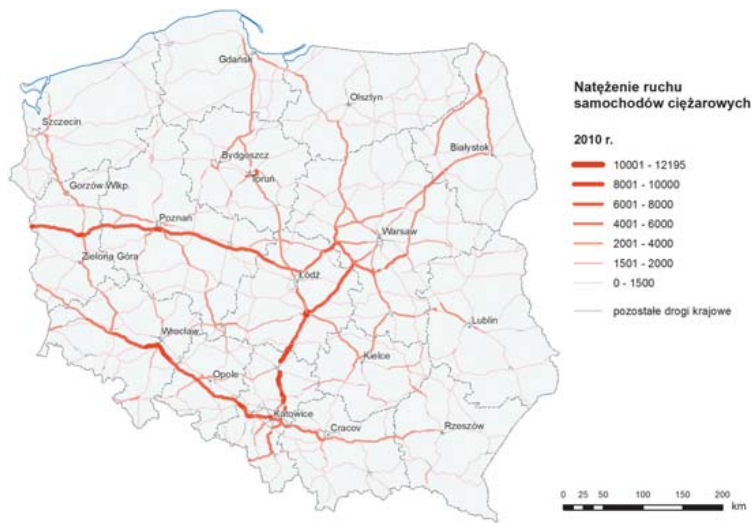 Gdańsk
Olsztyn
Szczecin
Białystok
Bydgoszcz
Toruń
Gorzów Wlkp.
Poznań
Warsaw
Zielona Góra
Łódź
Wrocław
Lublin
Kielce
Opole
Katowice
Cracov
Rzeszów
Natężenie ruchu
samochodów ciężarowych
2010 r.
10001 - 12195
8001 - 10000
6001 - 8000
4001 - 6000
2001 - 4000
1501 - 2000
0 - 1500
pozostałe drogi krajowe
0 25 50 100 150 200
km